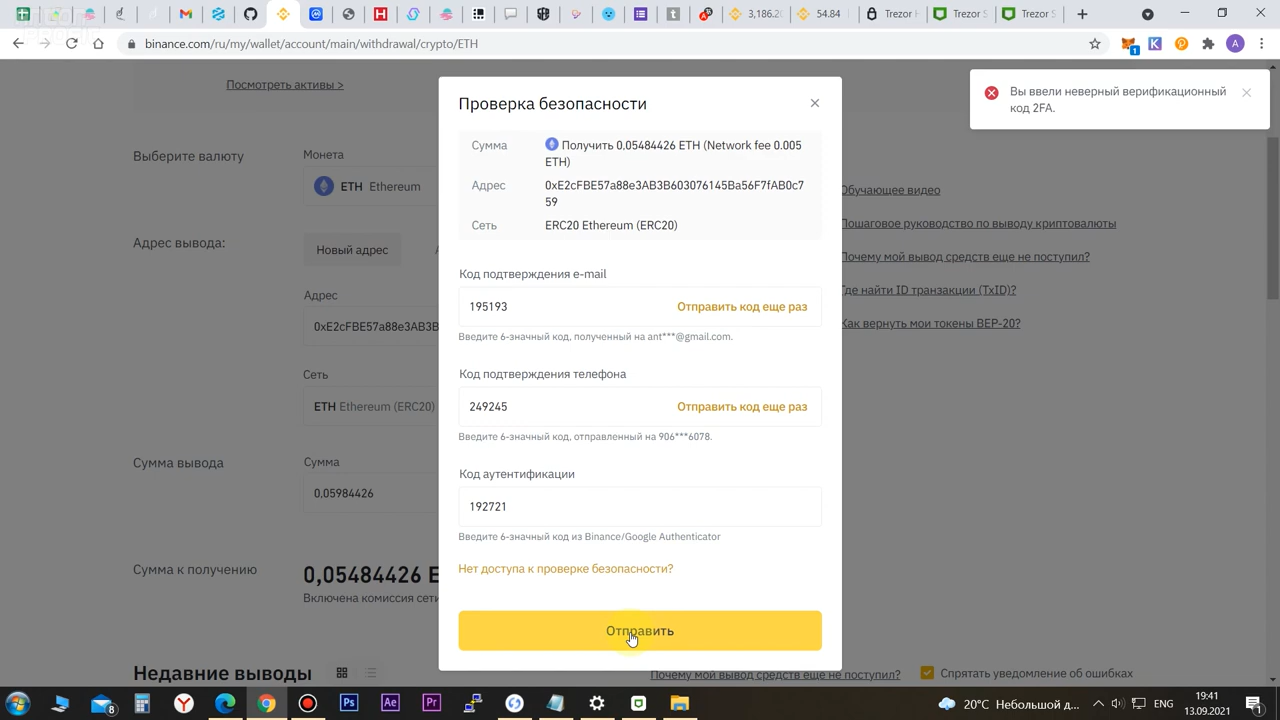 3,186.2
54.84
Trezor H
Trezor S
Trezor S
binance.com/ru/my/wallet/account/main/withdrawal/crypto/ETH
A
1
Посмотреть активы >
Вы ввели неверный верификационный
код 2FA.
Проверка безопасности
Сумма
Получить 0,05484426 ETH (Network fee 0.005
ETH)
Адрес
0xE2cFBE57a88e3AB3B603076145Ba56F7fAB0c7
59
Сеть
ERC20 Ethereum (ERC20)
Код подтверждения e-mail
195193
Отправить код еще раз
Введите 6-значный код, полученный на ant***@gmail.com.
Код подтверждения телефона
249245
Отправить код еще раз
Введите 6-значный код, отправленный на 906***6078.
Код аутентификации
192721
Введите 6-значный код из Binance/Google Authenticator
Нет доступа к проверке безопасности?
Отправить
Выберите валюту
Монета
ETH Ethereum
Адрес вывода:
Новый адрес
Адрес
0xE2cFBE57a88e3AB3B
Сеть
ETH Ethereum (ERC20)
Сумма вывода
Сумма
0,05984426
Сумма к получению
0,05484426 E
Включена комиссия сети
Обучающее видео
Пошаговое руководство по выводу криптовалюты
Почему мой вывод средств еще не поступил?
Где найти ID транзакции (TxID)?
Как вернуть мои токены BEP-20?
Недавние выводы
Почему мой вывод средств еще не поступил?
Спрятать уведомление об ошибках
8
Ps
Ae
Pr
20°C Небольшой д...
ENG
19:41
13.09.2021
1